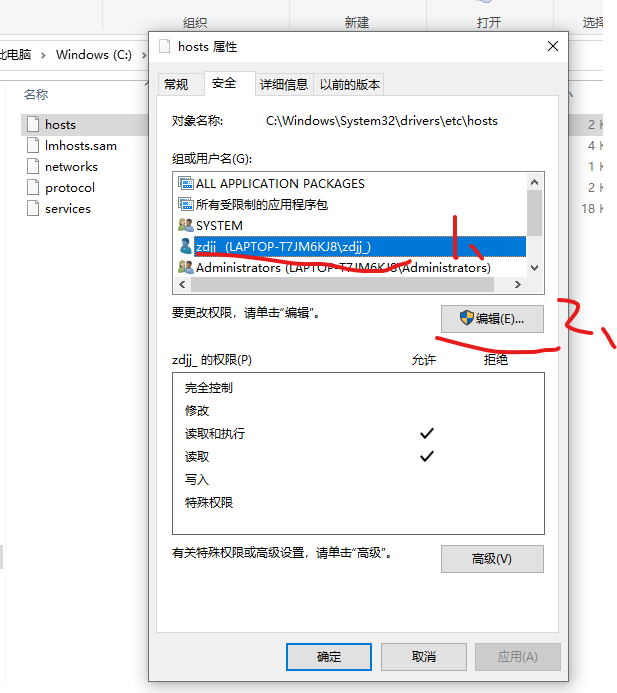 组织
新建
打开
选择
此电脑 › Windows (C:) ›
名称
hosts
2 K
lmhosts.sam
4 K
networks
1 K
protocol
2 K
services
18 K
hosts 属性
常规
安全
详细信息
以前的版本
对象名称:
C:\Windows\System32\drivers\etc\hosts
组或用户名(G):
ALL APPLICATION PACKAGES
所有受限制的应用程序包
SYSTEM
zdjj_ (LAPTOP-T7JM6KJ8\zdjj_)
1、
Administrators (LAPTOP-T7JM6KJ8\Administrators)
要更改权限，请单击“编辑”。
编辑(E)...
2、
zdjj_ 的权限(P)
允许
拒绝
完全控制
修改
读取和执行
读取
写入
特殊权限
有关特殊权限或高级设置，请单击“高级”。
高级(V)
确定
取消
应用(A)